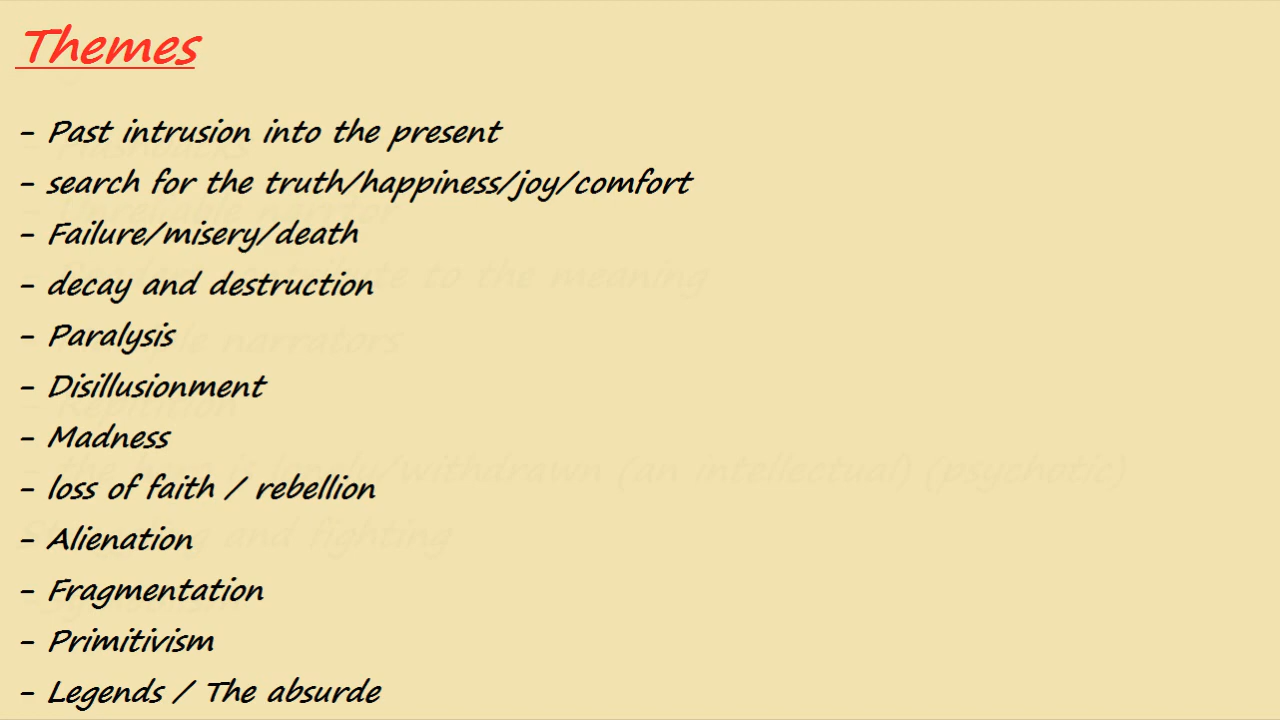 Themes
- Past intrusion into the present
- search for the truth/happiness/joy/comfort
- Failure/misery/death
- decay and destruction
- Paralysis
- Disillusionment
- Madness
- loss of faith / rebellion
- Alienation
- Fragmentation
- Primitivism
- Legends / The absurde